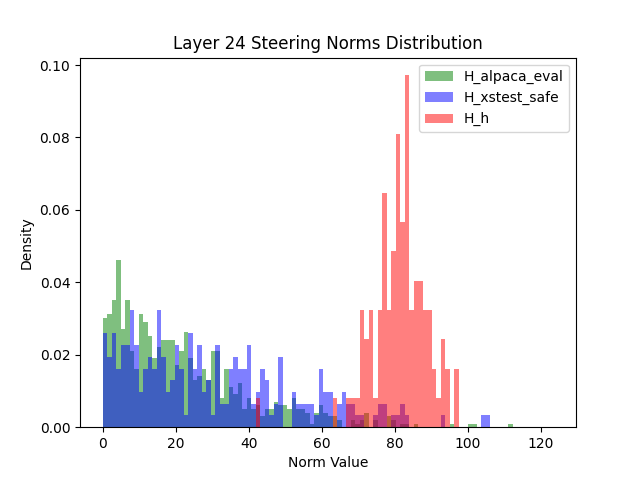 Layer 24 Steering Norms Distribution
H_alpaca_eval
H_xstest_safe
H_h
Density
0.10
0.08
0.06
0.04
0.02
0.00
0 20 40 60 80 100 120
Norm Value